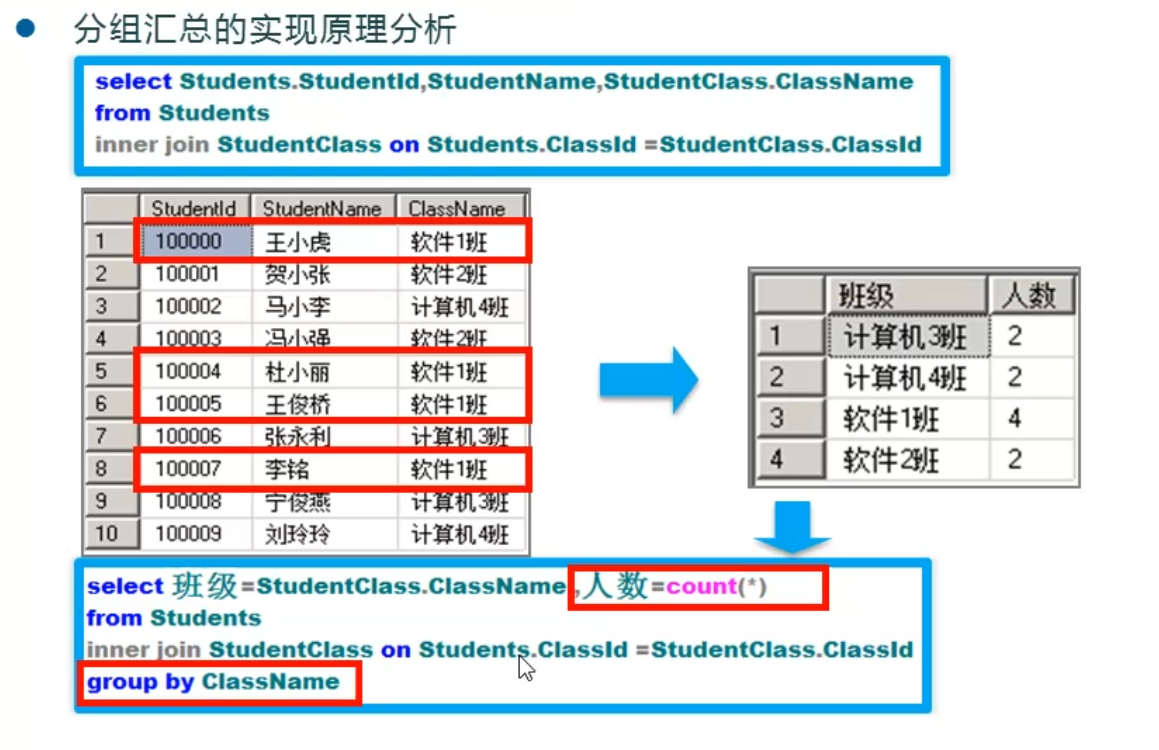 分组汇总的实现原理分析
select Students.StudentId,StudentName,StudentClass.ClassName
from Students
inner join StudentClass on Students.ClassId =StudentClass.ClassId
StudentId StudentName ClassName
1 100000 王小虎 软件1班
2 100001 贺小张 软件2班
3 100002 马小李 计算机4班
4 100003 冯小强 软件2班
5 100004 杜小丽 软件1班
6 100005 王俊桥 软件1班
7 100006 张永利 计算机3班
8 100007 李铭 软件1班
9 100008 宁俊燕 计算机3班
10 100009 刘玲玲 计算机4班
班级 人数
1 计算机3班 2
2 计算机4班 2
3 软件1班 4
4 软件2班 2
select 班级=StudentClass.ClassName ,人数=count(*)
from Students
inner join StudentClass on Students.ClassId =StudentClass.ClassId
group by ClassName